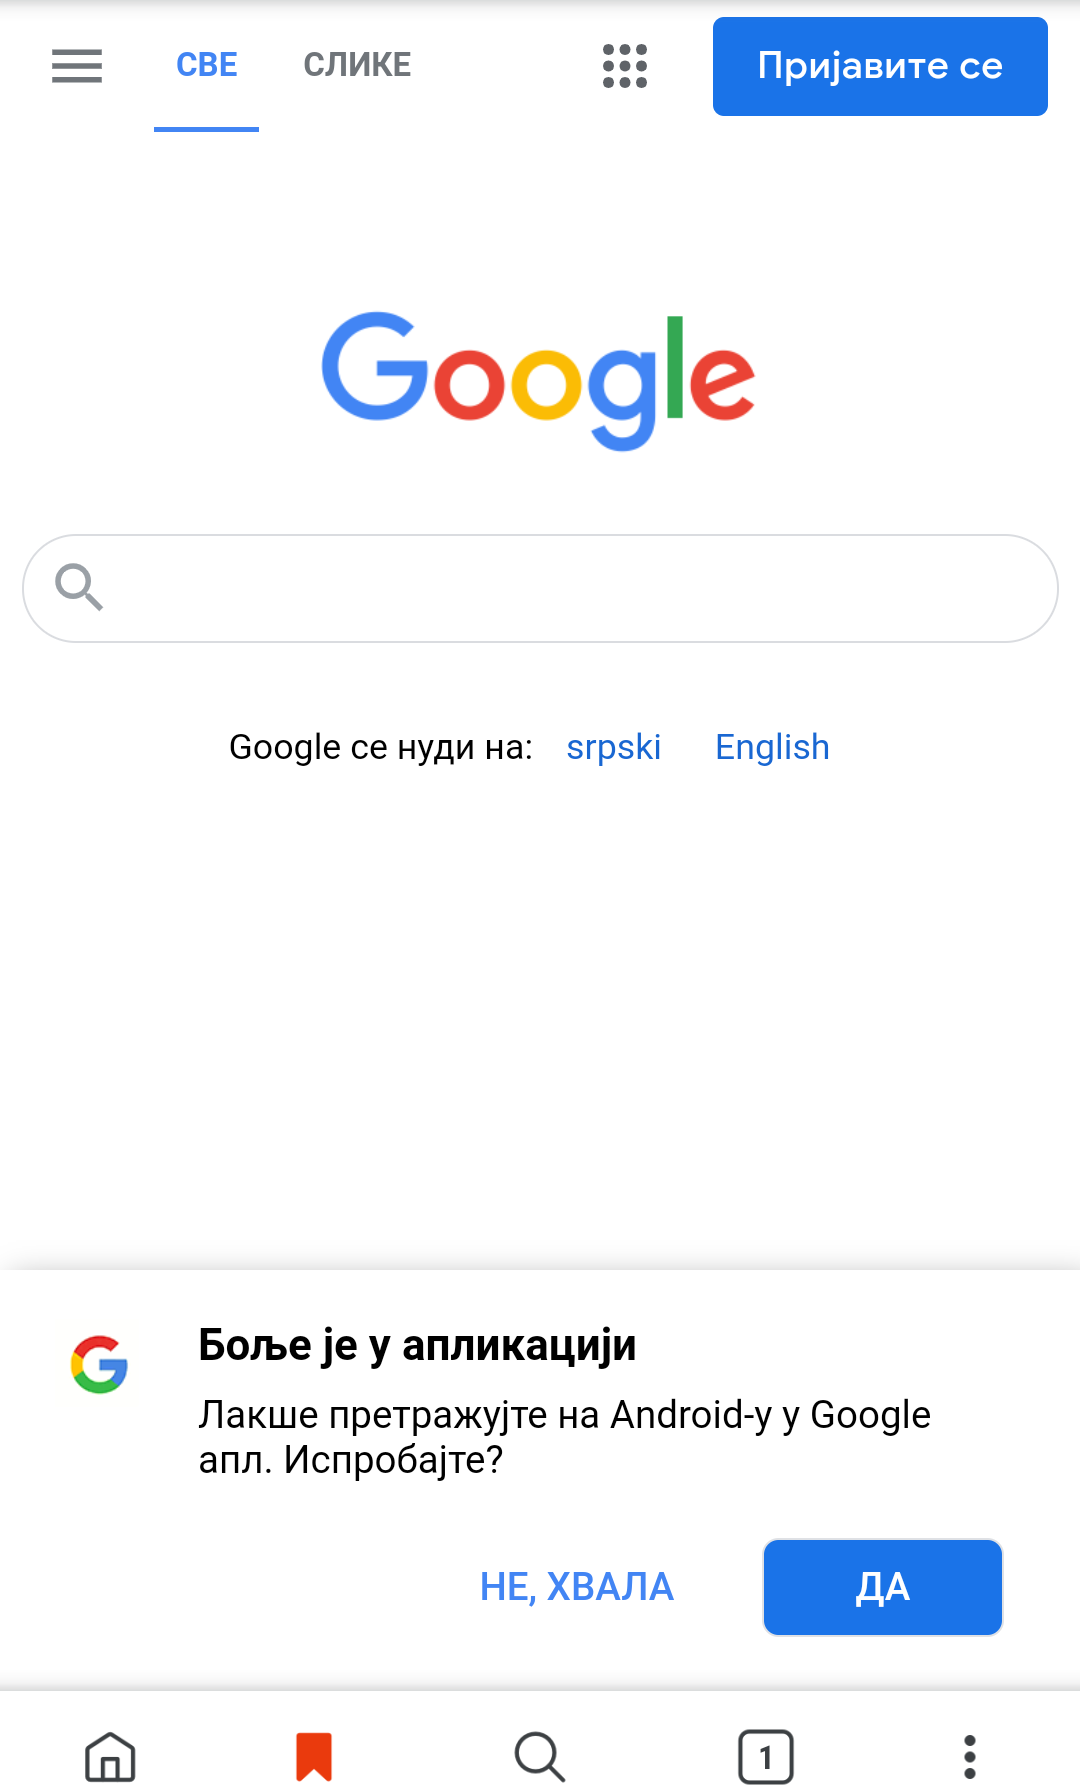 СВЕ СЛИКЕ Пријавите се
Google
Google се нуди на: srpski English
Боље је у апликацији
Лакше претражујте на Android-у у Google
апл. Испробајте?
НЕ, ХВАЛА ДА
1